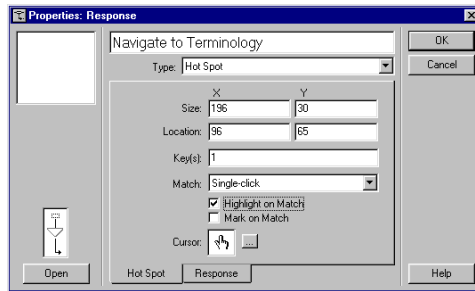 Properties: Response
Navigate to Terminology
OK
Type: Hot Spot
Cancel
X Y
Size: 196 30
Location: 96 65
Key(s): 1
Match: Single-click
Highlight on Match
Mark on Match
Cursor: ...
Open
Hot Spot Response
Help